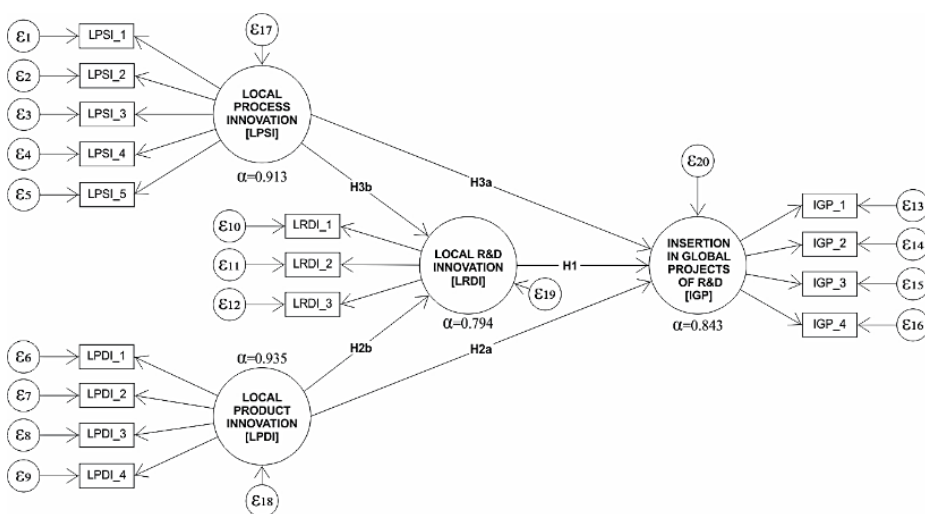 ε1
LPSI_1
ε2
LPSI_2
ε3
LPSI_3
ε4
LPSI_4
ε5
LPSI_5
ε17
LOCAL
PROCESS
INNOVATION
[LPSI]
α=0.913
H3b
H3a
ε10
LRDI_1
ε11
LRDI_2
ε12
LRDI_3
LOCAL R&D
INNOVATION
[LRDI]
α=0.794
ε19
H1
ε20
INSERTION
IN GLOBAL
PROJECTS
OF R&D
[IGP]
α=0.843
IGP_1
ε13
IGP_2
ε14
IGP_3
ε15
IGP_4
ε16
H2b
H2a
ε6
LPDI_1
ε7
LPDI_2
ε8
LPDI_3
ε9
LPDI_4
α=0.935
LOCAL
PRODUCT
INNOVATION
[LPDI]
ε18